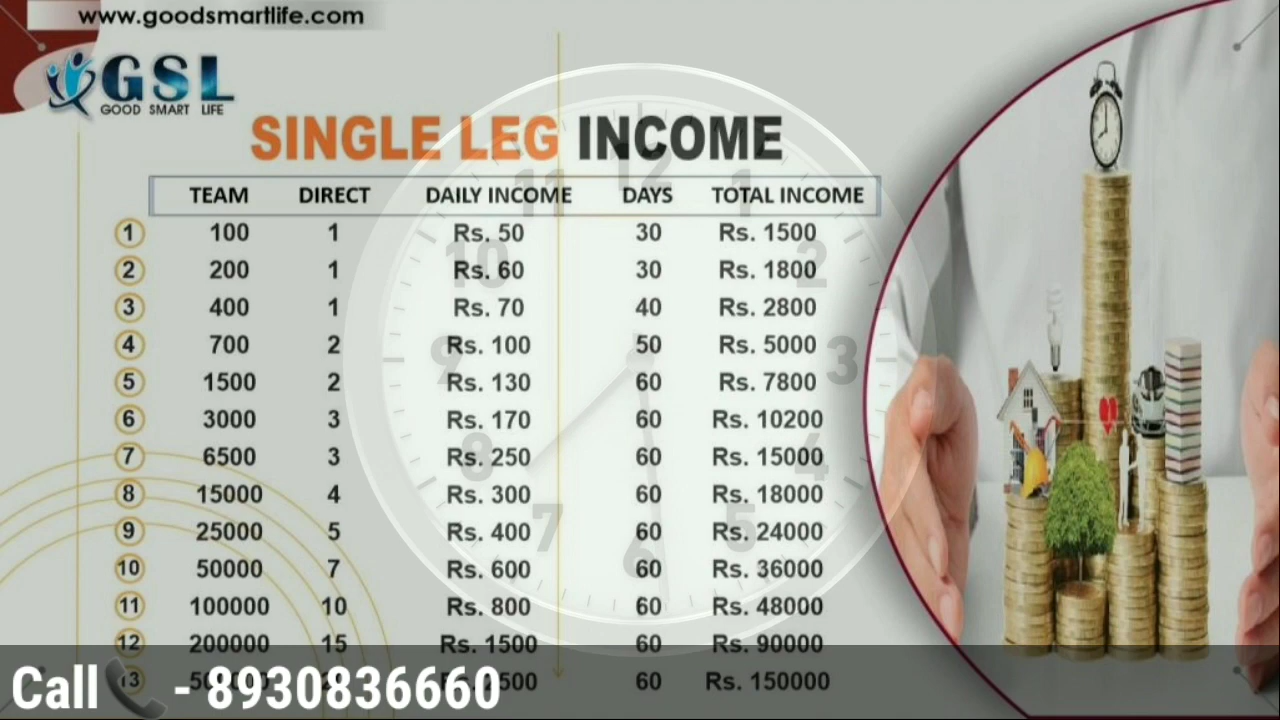 www.goodsmartlife.com
GSL
GOOD SMART LIFE
SINGLE LEG INCOME
TEAM DIRECT DAILY INCOME DAYS TOTAL INCOME
1 100 1 Rs. 50 30 Rs. 1500
2 200 1 Rs. 60 30 Rs. 1800
3 400 1 Rs. 70 40 Rs. 2800
4 700 2 Rs. 100 50 Rs. 5000
5 1500 2 Rs. 130 60 Rs. 7800
6 3000 3 Rs. 170 60 Rs. 10200
7 6500 3 Rs. 250 60 Rs. 15000
8 15000 4 Rs. 300 60 Rs. 18000
9 25000 5 Rs. 400 60 Rs. 24000
10 50000 7 Rs. 600 60 Rs. 36000
11 100000 10 Rs. 800 60 Rs. 48000
12 200000 15 Rs. 1500 60 Rs. 90000
13 60 Rs. 150000
Call - 8930836660